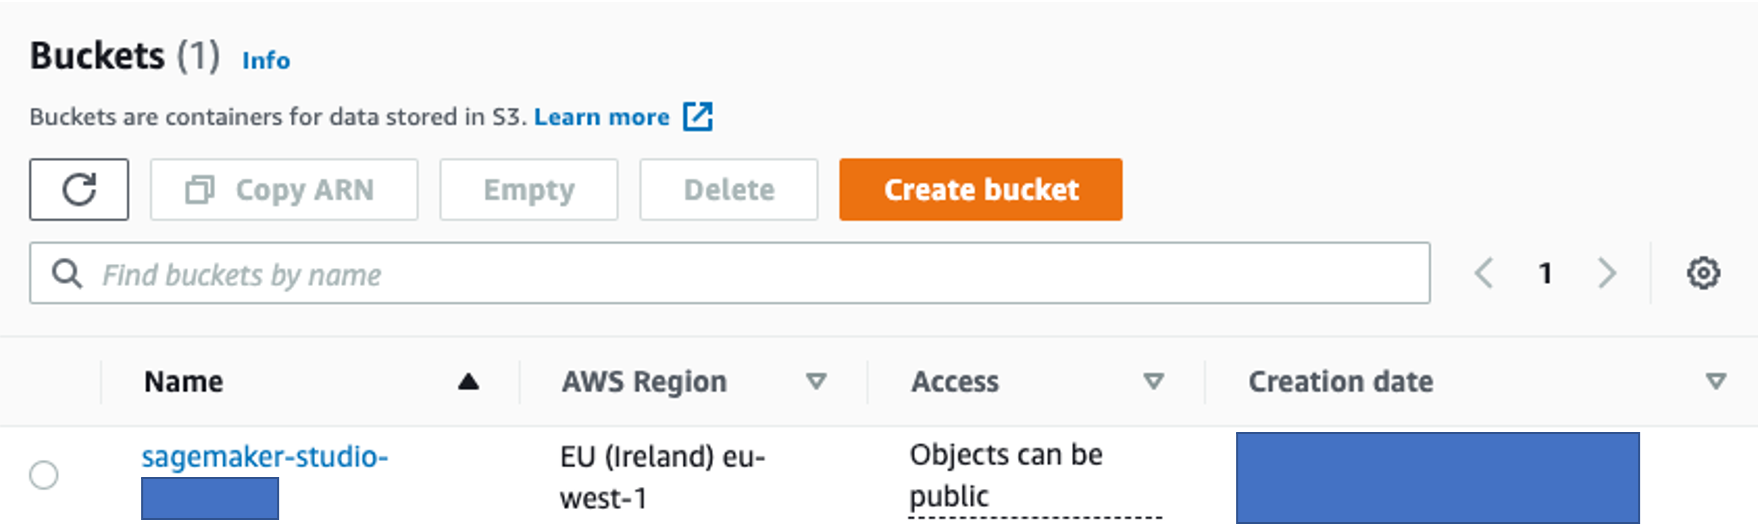 Buckets (1) Info
Buckets are containers for data stored in S3. Learn more
Copy ARN Empty Delete Create bucket
Find buckets by name 1
Name AWS Region Access Creation date
sagemaker-studio- EU (Ireland) eu- Objects can be
west-1 public